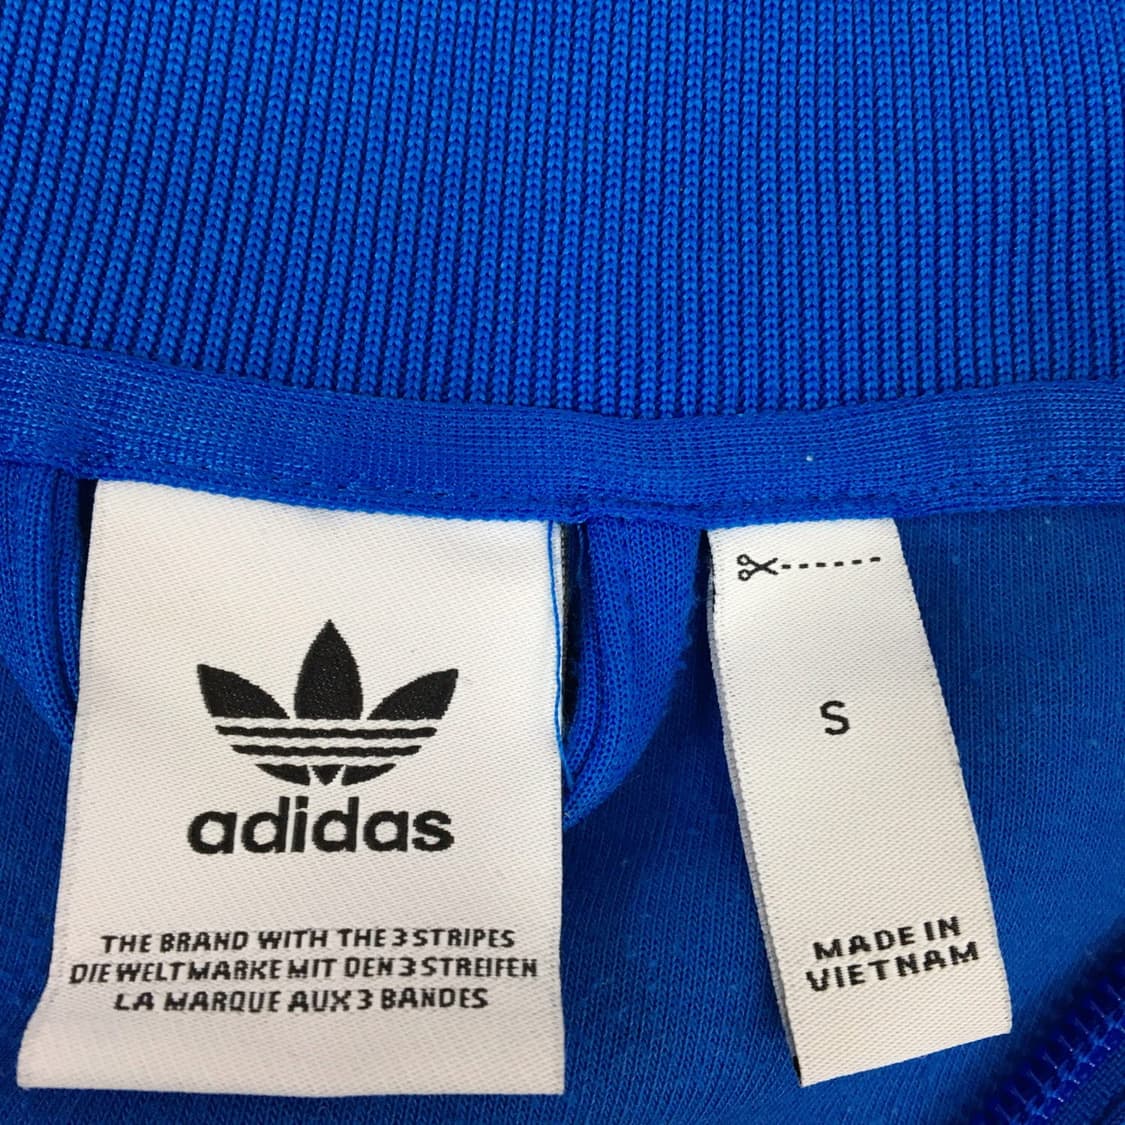 adidas
THE BRAND WITH THE 3 STRIPES
DIE WELTMARKE MIT DEN 3 STREIFEN
LA MARQUE AUX 3 BANDES
S
MADE IN
VIETNAM